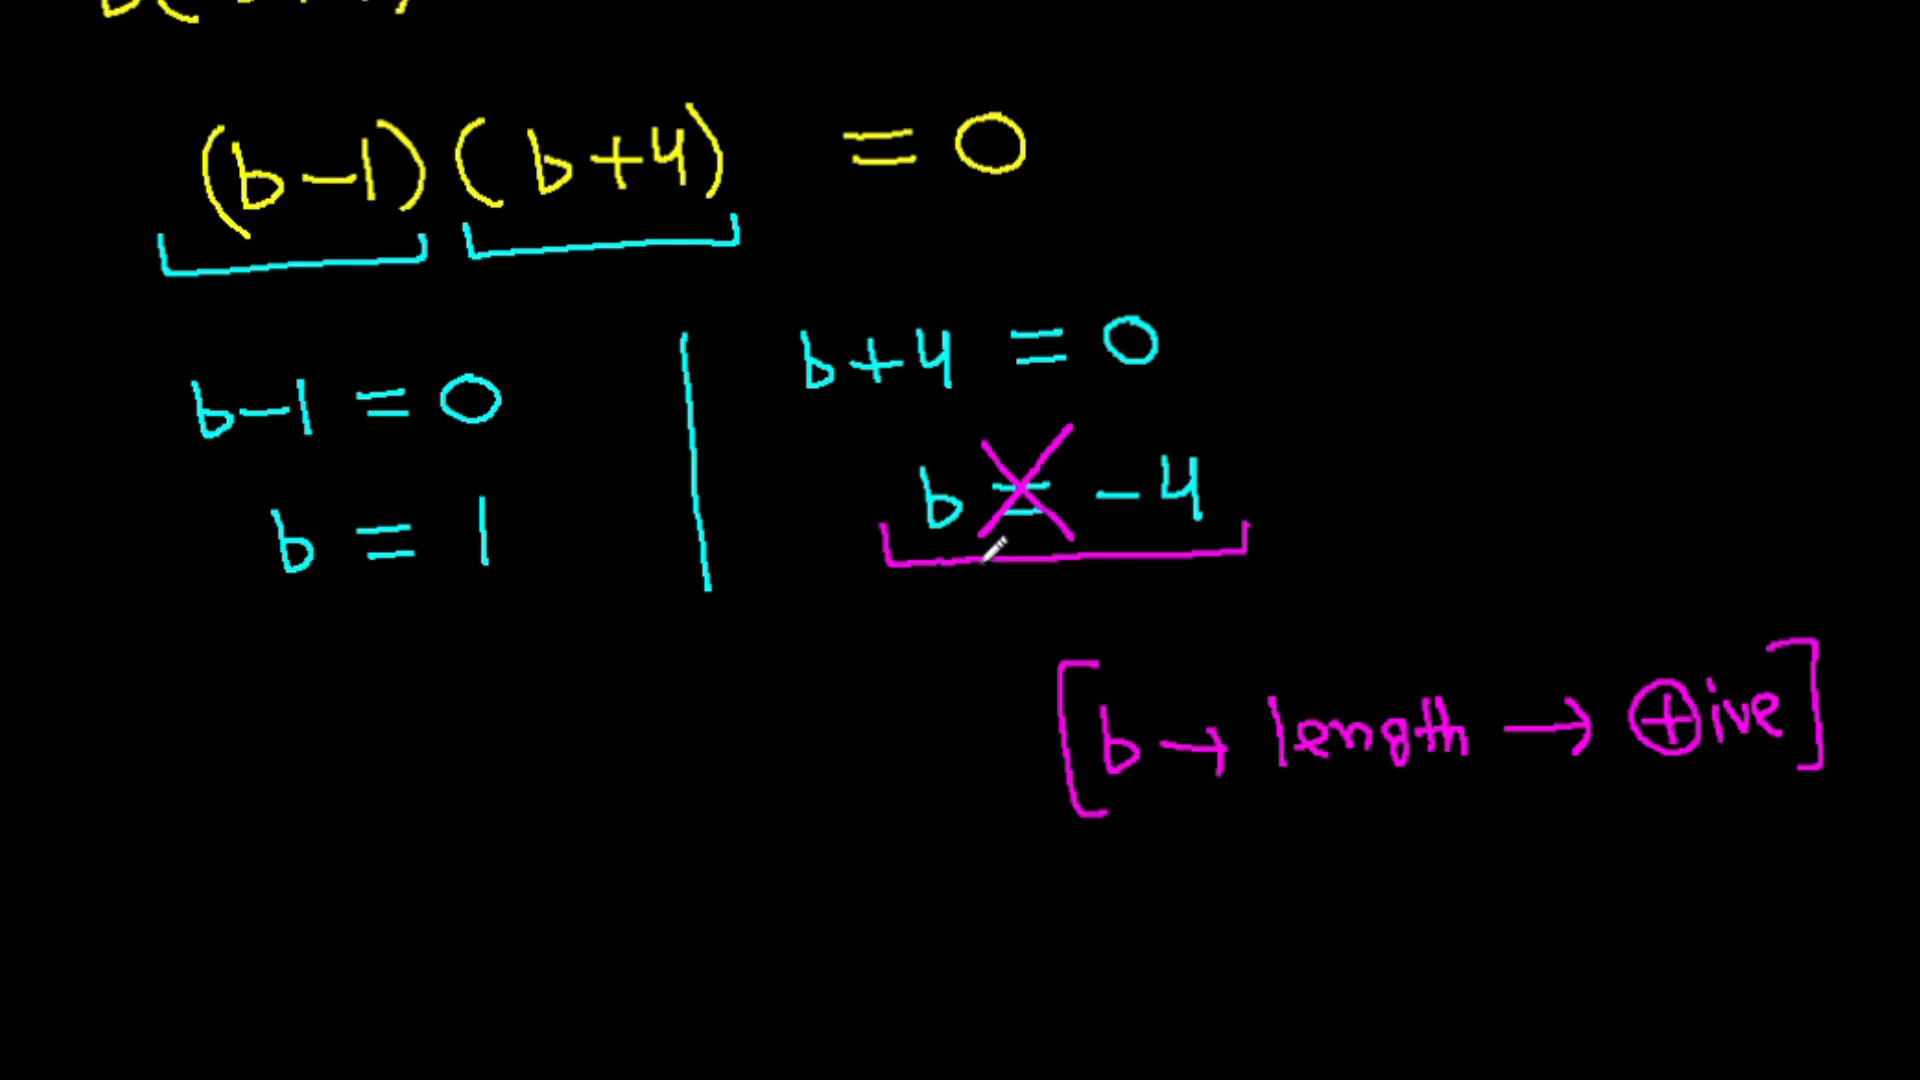 (b-1)(b+4) = 0
b-1 = 0
b = 1
b+4 = 0
b = -4
[b → length → ⊕ive]